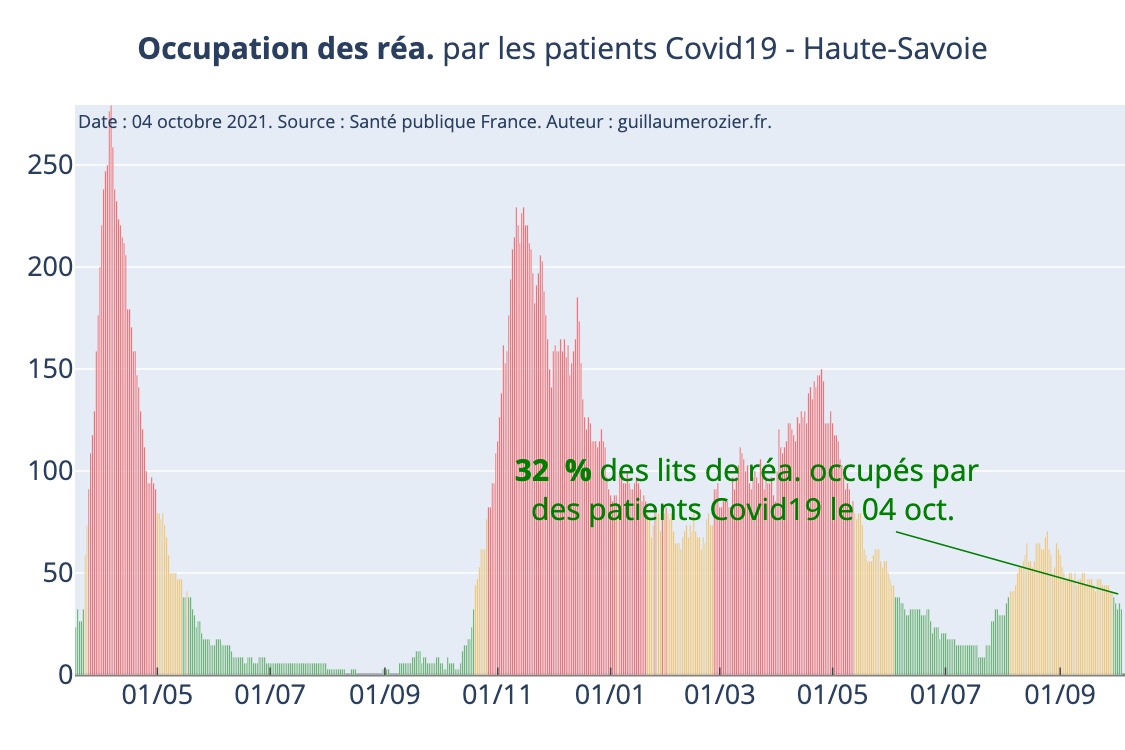 Occupation des réa. par les patients Covid19 - Haute-Savoie
Date : 04 octobre 2021. Source : Santé publique France. Auteur : guillaumerozier.fr.
250
200
150
100
50
0
32 % des lits de réa. occupés par
des patients Covid19 le 04 oct.
01/05 01/07 01/09 01/11 01/01 01/03 01/05 01/07 01/09